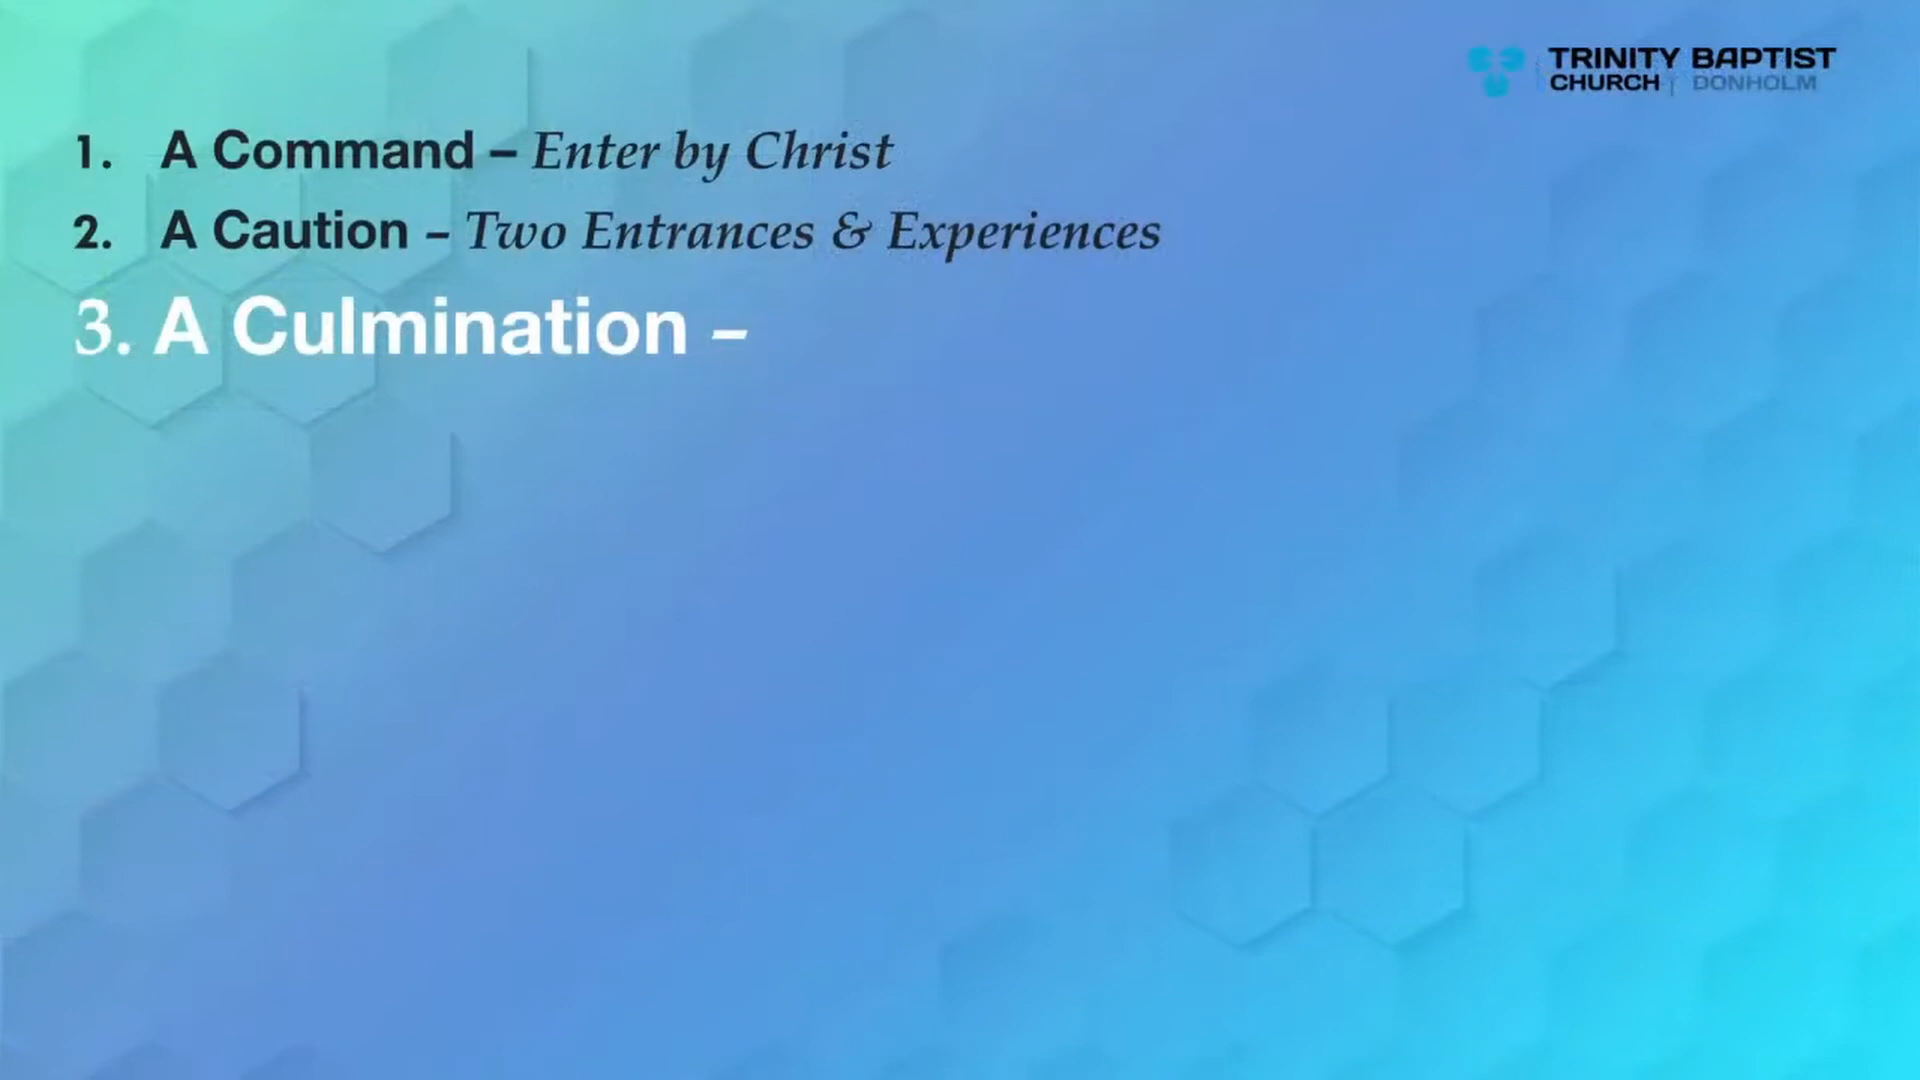 TRINITY BAPTIST
CHURCH | DONHOLM
1. A Command – Enter by Christ
2. A Caution – Two Entrances & Experiences
3. A Culmination –